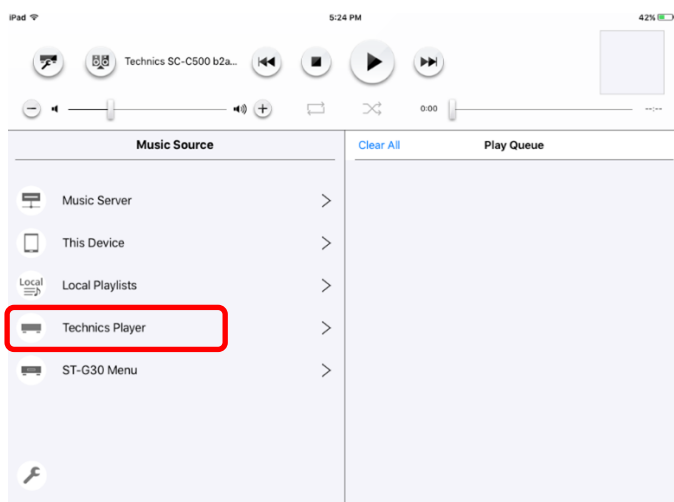 iPad 5:24 PM 42%
Technics SC-C500 b2a...
0:00 --:--
Music Source
Clear All Play Queue
Music Server
This Device
Local
Local Playlists
Technics Player
ST-G30 Menu